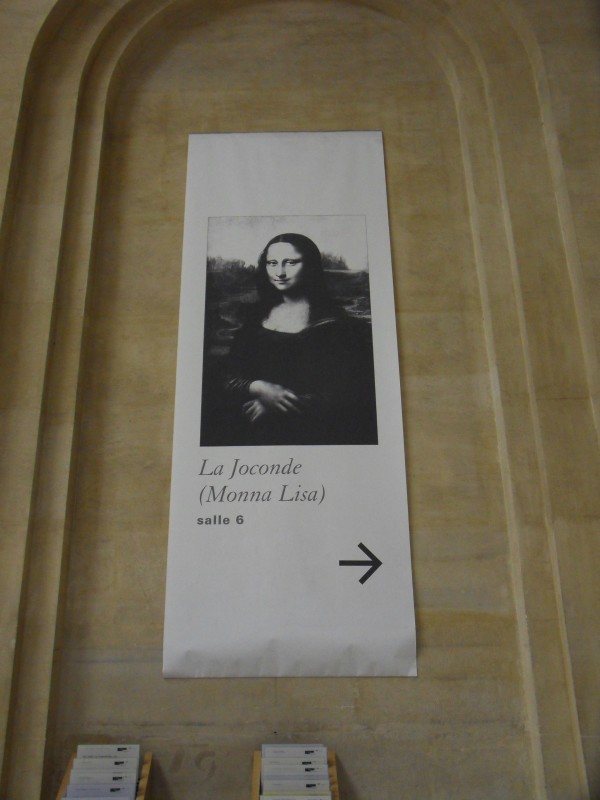 La Joconde
(Monna Lisa)
salle 6